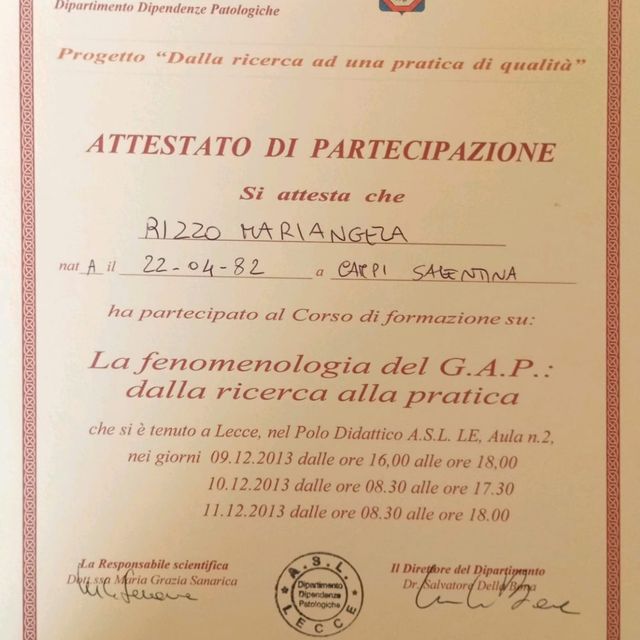 Dipartimento Dipendenze Patologiche
Progetto “Dalla ricerca ad una pratica di qualità”
ATTESTATO DI PARTECIPAZIONE
Si attesta che
RIZZO MARIANGELA
nat A il 22-04-82 a CAMPI SALENTINA
ha partecipato al Corso di formazione su:
La fenomenologia del G.A.P.:
dalla ricerca alla pratica
che si è tenuto a Lecce, nel Polo Didattico A.S.L. LE, Aula n.2,
nei giorni 09.12.2013 dalle ore 16,00 alle ore 18,00
10.12.2013 dalle ore 08.30 alle ore 17.30
11.12.2013 dalle ore 08.30 alle ore 18.00
La Responsabile scientifica
Dott.ssa Maria Grazia Sanarica
A.S.L. LECCE
Dipartimento
Dipendenze
Patologiche
Il Direttore del Dipartimento
Dr. Salvatore Della Bona